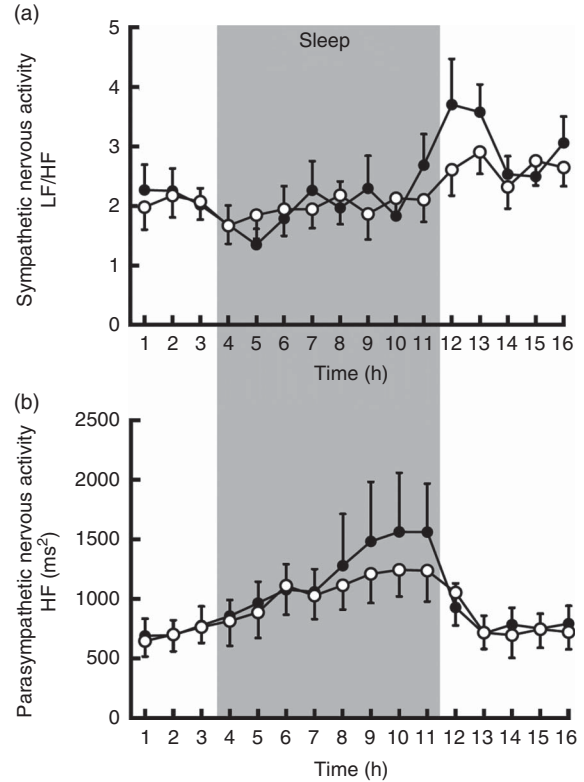 (a)
Sleep
Sympathetic nervous activity
LF/HF
5
4
3
2
1
0
1 2 3 4 5 6 7 8 9 10 11 12 13 14 15 16
Time (h)
(b)
Parasympathetic nervous activity
HF (ms²)
2500
2000
1500
1000
500
0
1 2 3 4 5 6 7 8 9 10 11 12 13 14 15 16
Time (h)